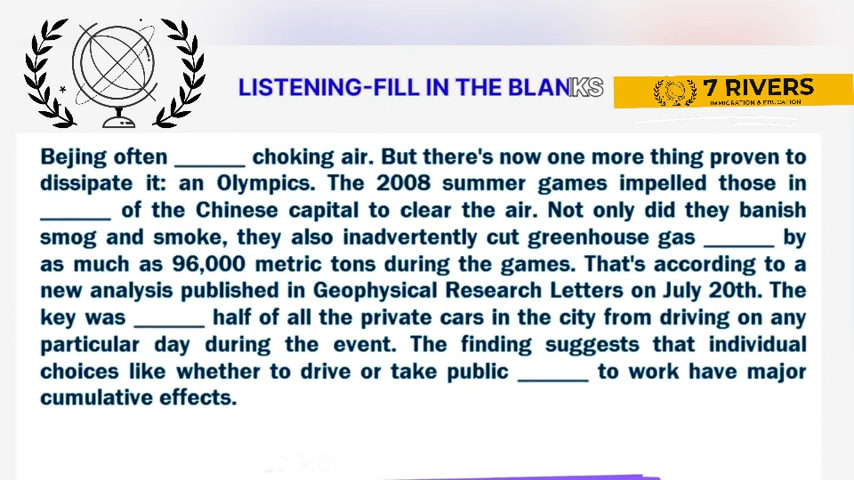 LISTENING-FILL IN THE BLANKS
7 RIVERS
IMMIGRATION & EDUCATION
Bejing often ______ choking air. But there's now one more thing proven to
dissipate it: an Olympics. The 2008 summer games impelled those in
______ of the Chinese capital to clear the air. Not only did they banish
smog and smoke, they also inadvertently cut greenhouse gas ______ by
as much as 96,000 metric tons during the games. That's according to a
new analysis published in Geophysical Research Letters on July 20th. The
key was ______ half of all the private cars in the city from driving on any
particular day during the event. The finding suggests that individual
choices like whether to drive or take public ______ to work have major
cumulative effects.